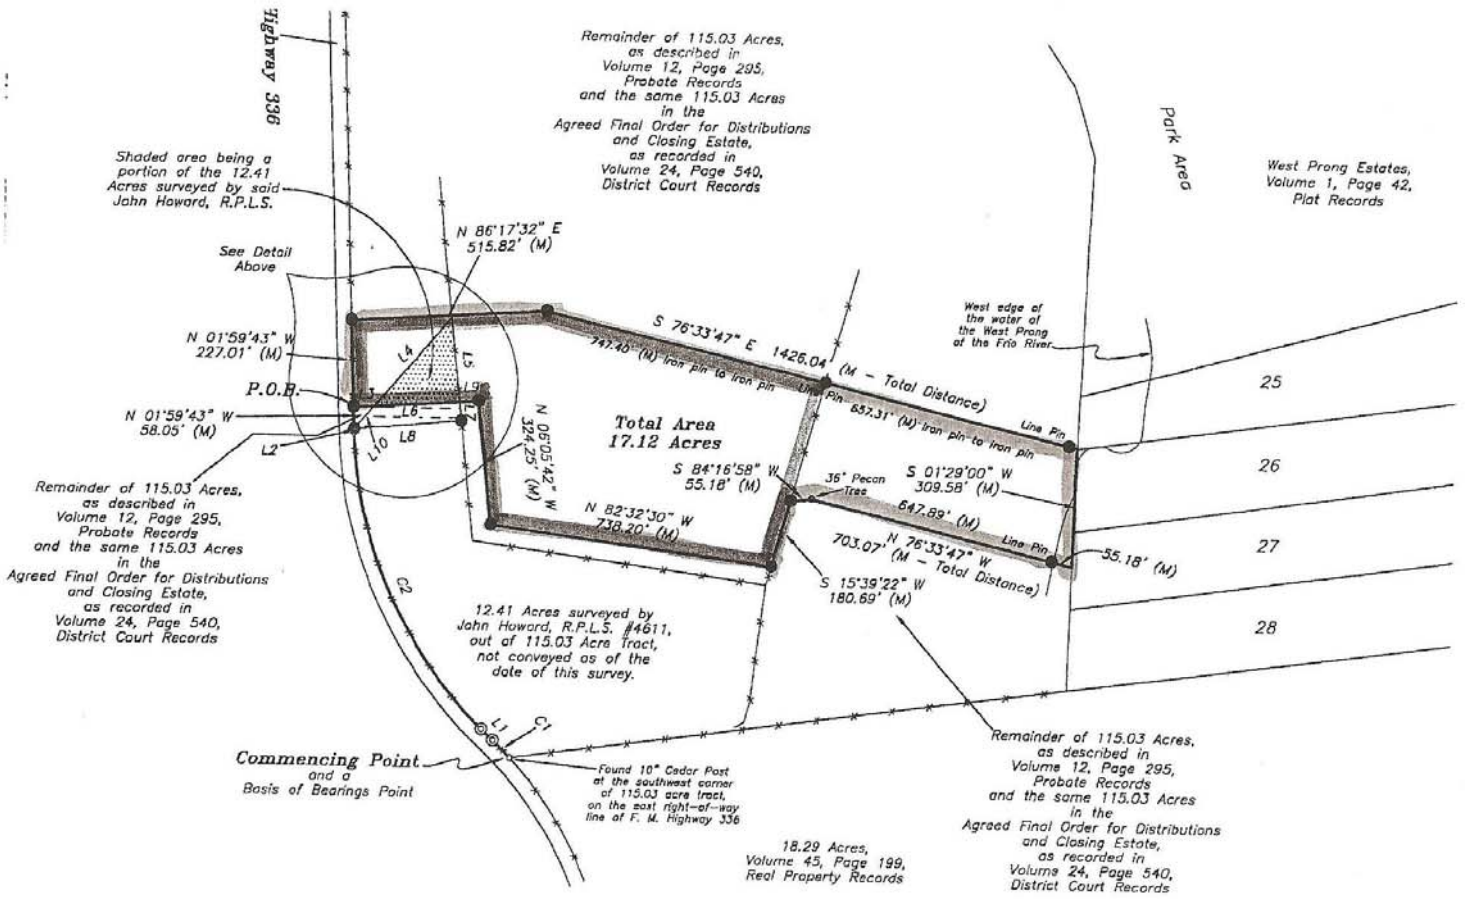 Highway 336
Remainder of 115.03 Acres,
as described in
Volume 12, Page 295,
Probate Records
and the same 115.03 Acres
in the
Agreed Final Order for Distributions
and Closing Estate,
as recorded in
Volume 24, Page 540,
District Court Records
Park Area
West Prong Estates,
Volume 1, Page 42,
Plat Records
Shaded area being a
portion of the 12.41
Acres surveyed by said
John Howard, R.P.L.S.
See Detail
Above
N 86°17'32" E
515.82' (M)
N 01°59'43" W
227.01' (M)
P.O.B.
N 01°59'43" W
58.05' (M)
L2
L3
L4
L5
L6
L7
L8
L9
L10
S 76°33'47" E 1426.04' (M - Total Distance)
747.40' (M) Iron pin to Iron pin
Line Pin
657.31' (M) Iron pin to Iron pin
Line Pin
West edge of
the water of
the West Prong
of the Frio River
25
26
27
28
Total Area
17.12 Acres
N 06°05'42" W
324.25' (M)
N 82°32'30" W
738.20' (M)
S 84°16'58" W
55.18' (M)
36" Pecan
Tree
S 01°29'00" W
309.58' (M)
647.89' (M)
N 76°33'47" W
703.07' (M - Total Distance)
Line Pin
55.18' (M)
S 15°39'22" W
180.69' (M)
Remainder of 115.03 Acres,
as described in
Volume 12, Page 295,
Probate Records
and the same 115.03 Acres
in the
Agreed Final Order for Distributions
and Closing Estate,
as recorded in
Volume 24, Page 540,
District Court Records
C2
12.41 Acres surveyed by
John Howard, R.P.L.S. #4611,
out of 115.03 Acre Tract,
not conveyed as of the
date of this survey.
L1
C1
Commencing Point
and a
Basis of Bearings Point
Found 10" Cedar Post
at the southwest corner
of 115.03 acre tract,
on the east right-of-way
line of F. M. Highway 336
18.29 Acres,
Volume 45, Page 199,
Real Property Records
Remainder of 115.03 Acres,
as described in
Volume 12, Page 295,
Probate Records
and the same 115.03 Acres
in the
Agreed Final Order for Distributions
and Closing Estate,
as recorded in
Volume 24, Page 540,
District Court Records